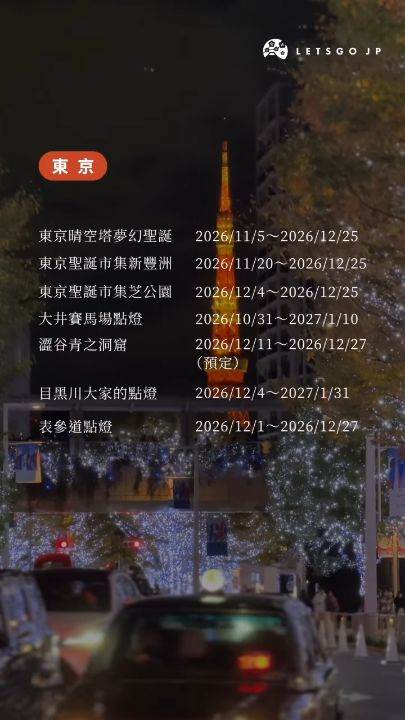 LETSGO JP
東京
東京晴空塔夢幻聖誕 2026/11/5～2026/12/25
東京聖誕市集新豐洲 2026/11/20～2026/12/25
東京聖誕市集芝公園 2026/12/4～2026/12/25
大井賽馬場點燈 2026/10/31～2027/1/10
澀谷青之洞窟 2026/12/11～2026/12/27
（預定）
目黑川大家的點燈 2026/12/4～2027/1/31
表參道點燈 2026/12/1～2026/12/27